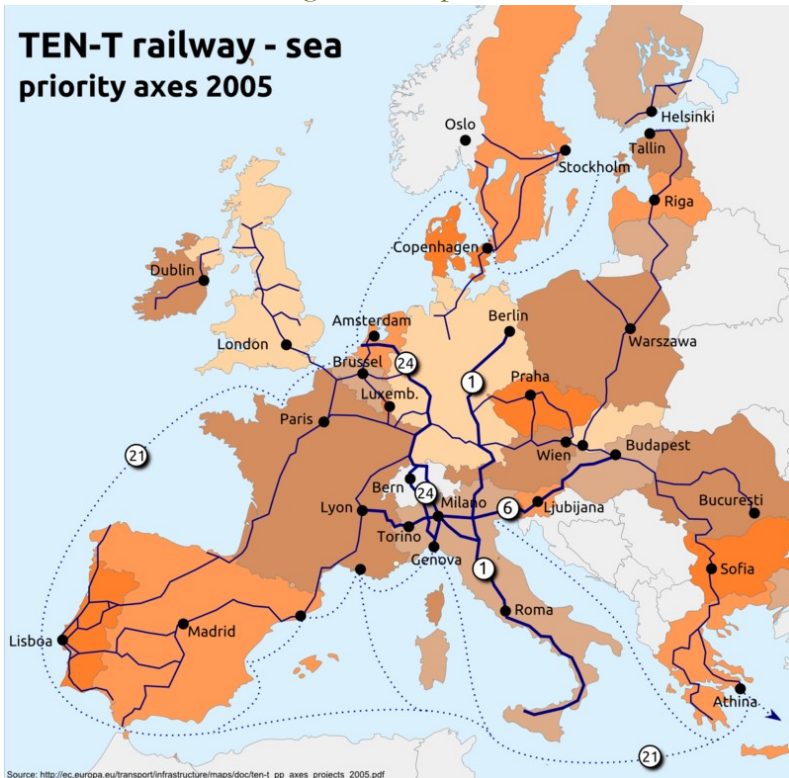 TEN-T railway - sea
priority axes 2005
Oslo
Helsinki
Tallin
Stockholm
Riga
Copenhagen
Dublin
Amsterdam
Berlin
London
Brussel
24
1
Warszawa
Praha
Luxemb.
Paris
21
Wien
Budapest
Bern
24
Milano
6
Ljubijana
Bucuresti
Lyon
Torino
Genova
1
Sofia
Roma
Madrid
Lisboa
Athina
21
Source: http://ec.europa.eu/transport/infrastructure/maps/doc/ten-t_pp_axes_projects_2005.pdf